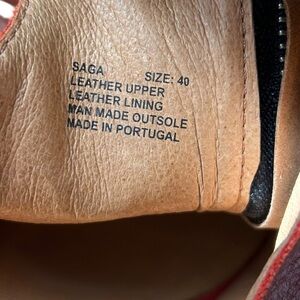 SAGA SIZE: 40
LEATHER UPPER
LEATHER LINING
MAN MADE OUTSOLE
MADE IN PORTUGAL